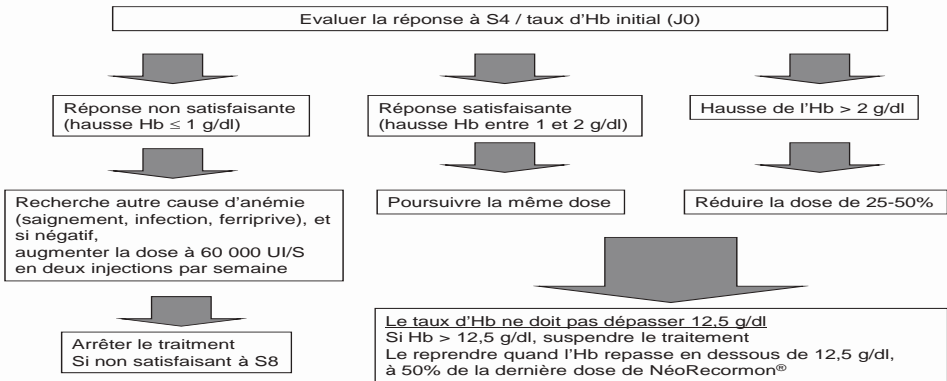 Evaluer la réponse à S4 / taux d'Hb initial (J0)
Réponse non satisfaisante
(hausse Hb ≤ 1 g/dl)
Réponse satisfaisante
(hausse Hb entre 1 et 2 g/dl)
Hausse de l'Hb > 2 g/dl
Recherche autre cause d'anémie
(saignement, infection, ferriprive), et
si négatif,
augmenter la dose à 60 000 UI/S
en deux injections par semaine
Poursuivre la même dose
Réduire la dose de 25-50%
Arrêter le traitment
Si non satisfaisant à S8
Le taux d'Hb ne doit pas dépasser 12,5 g/dl
Si Hb > 12,5 g/dl, suspendre le traitement
Le reprendre quand l'Hb repasse en dessous de 12,5 g/dl,
à 50% de la dernière dose de NéoRecormon®